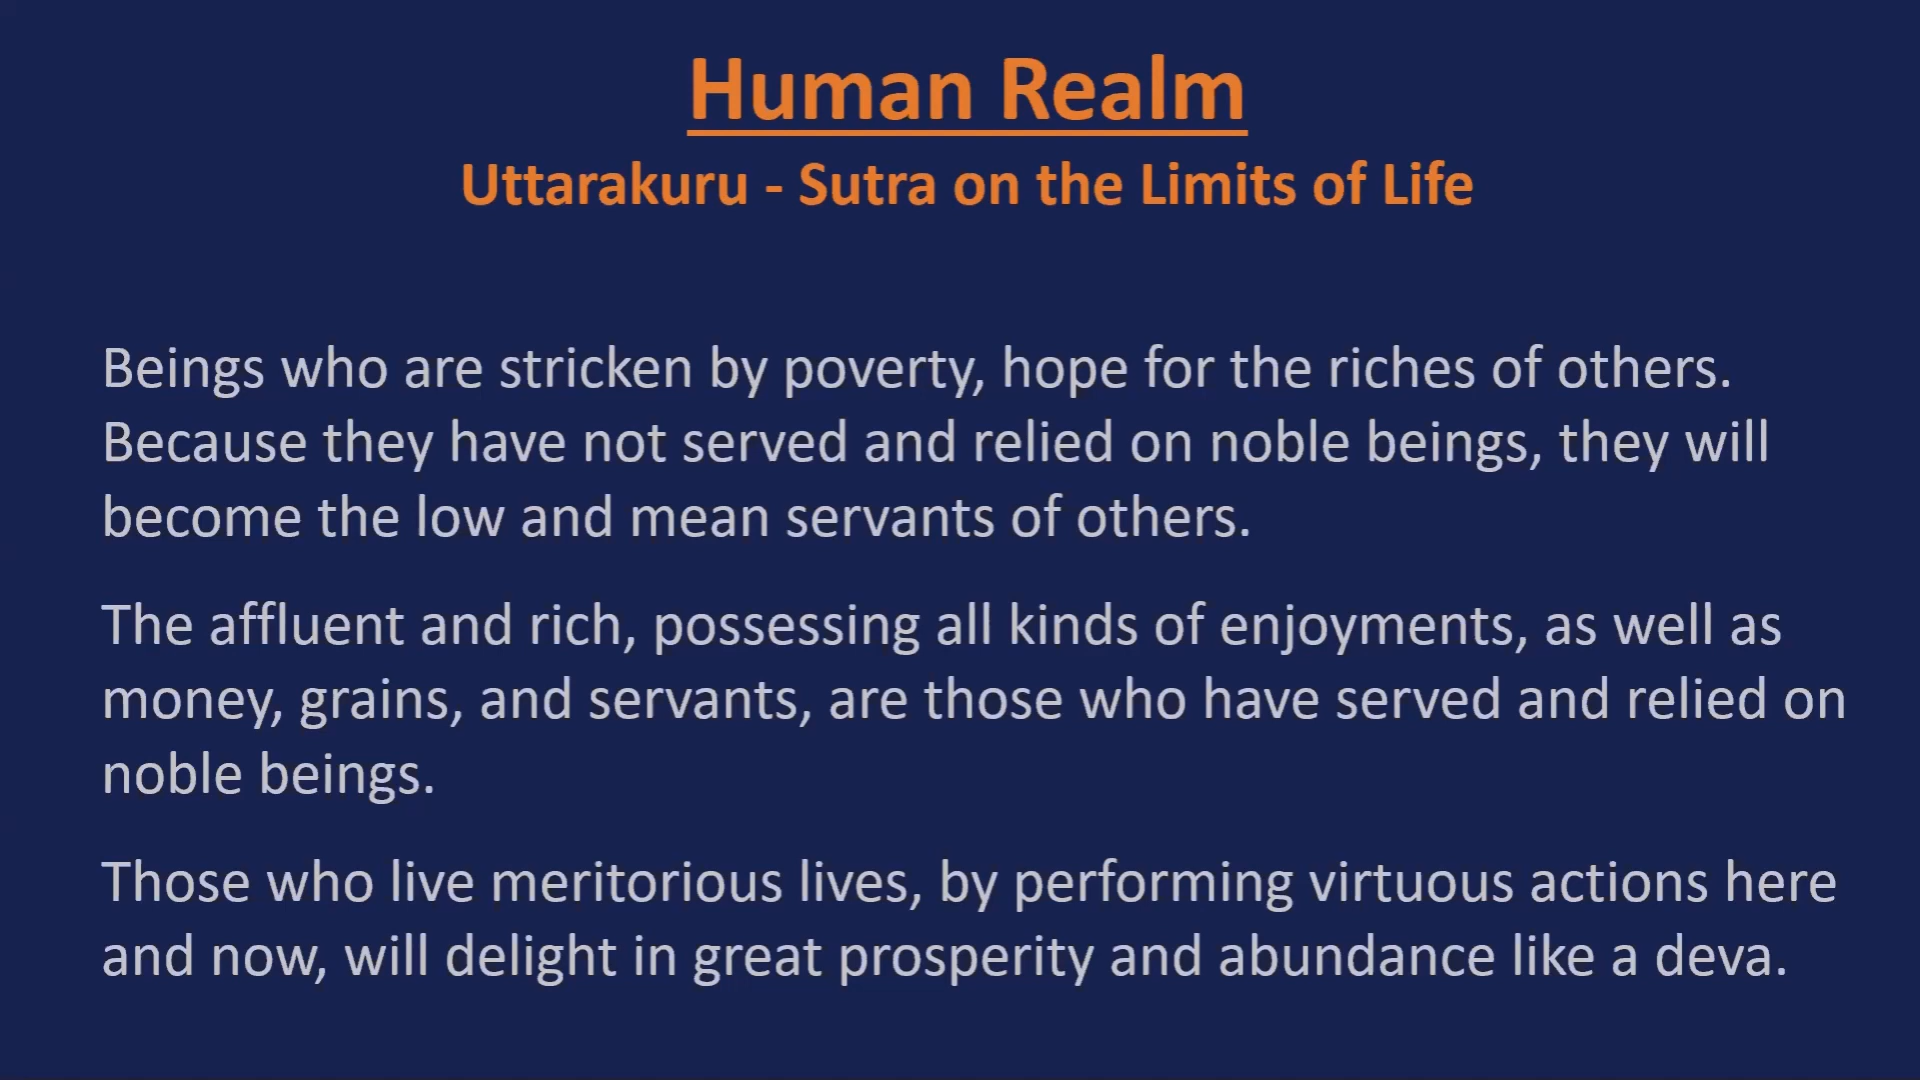 Human Realm
Uttarakuru - Sutra on the Limits of Life
Beings who are stricken by poverty, hope for the riches of others.
Because they have not served and relied on noble beings, they will
become the low and mean servants of others.
The affluent and rich, possessing all kinds of enjoyments, as well as
money, grains, and servants, are those who have served and relied on
noble beings.
Those who live meritorious lives, by performing virtuous actions here
and now, will delight in great prosperity and abundance like a deva.